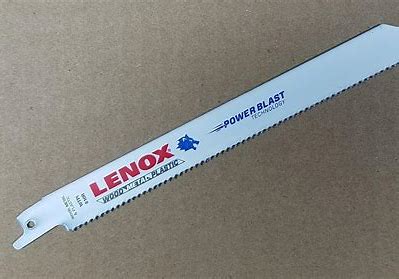 LENOX
WOOD METAL PLASTIC
POWER BLAST
TECHNOLOGY